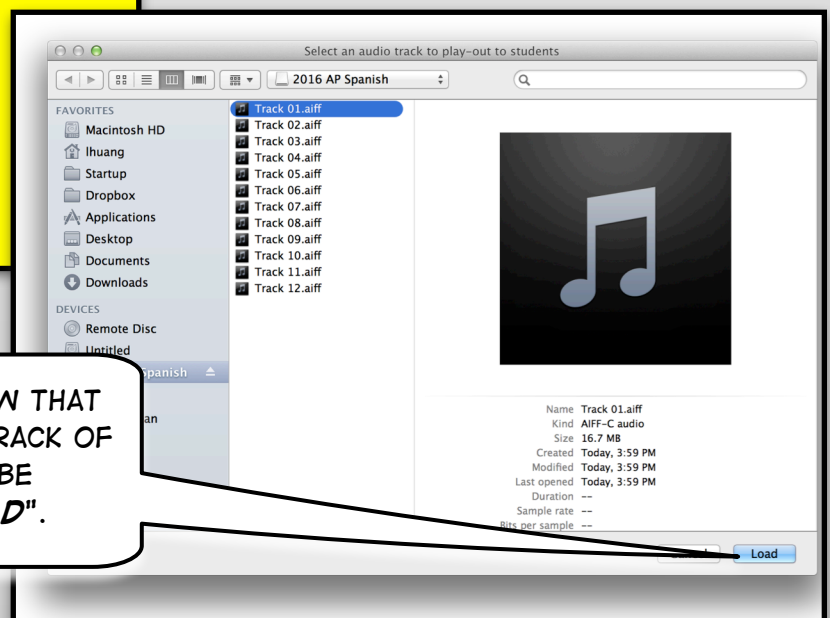 Select an audio track to play-out to students
2016 AP Spanish
FAVORITES
Macintosh HD
lhuang
Startup
Dropbox
Applications
Desktop
Documents
Downloads
DEVICES
Remote Disc
Untitled
Spanish
an
Track 01.aiff
Track 02.aiff
Track 03.aiff
Track 04.aiff
Track 05.aiff
Track 06.aiff
Track 07.aiff
Track 08.aiff
Track 09.aiff
Track 10.aiff
Track 11.aiff
Track 12.aiff
Name Track 01.aiff
Kind AIFF-C audio
Size 16.7 MB
Created Today, 3:59 PM
Modified Today, 3:59 PM
Last opened Today, 3:59 PM
Duration --
Sample rate --
Bits per sample --
W THAT
RACK OF
BE
D".
Load